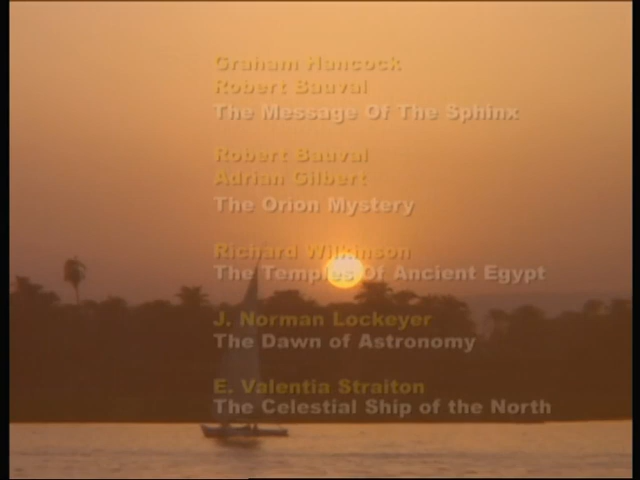 Graham Hancock
Robert Bauval
The Message Of The Sphinx
Robert Bauval
Adrian Gilbert
The Orion Mystery
Richard Wilkinson
The Temples Of Ancient Egypt
J. Norman Lockeyer
The Dawn of Astronomy
E. Valentia Straiton
The Celestial Ship of the North